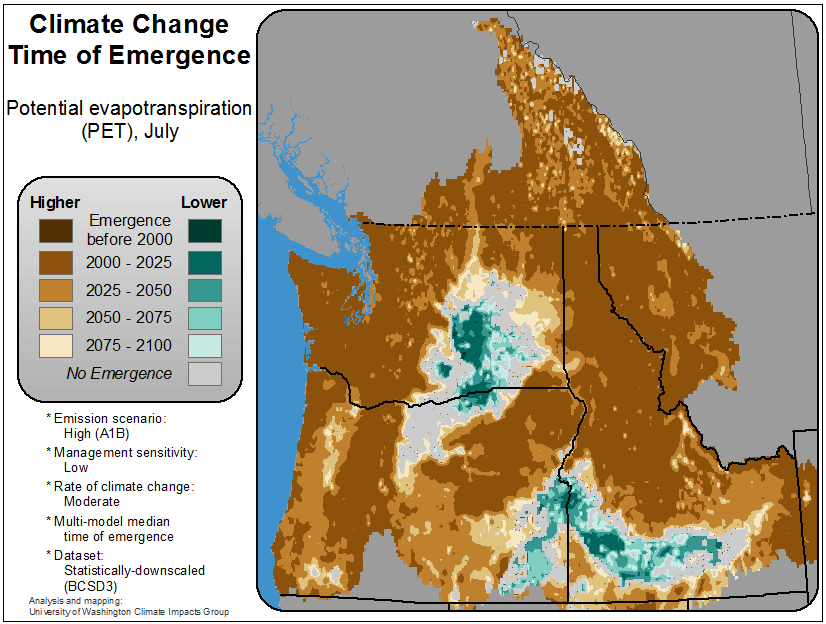 Climate Change
Time of Emergence
Potential evapotranspiration
(PET), July
Higher
Lower
Emergence
before 2000
2000 - 2025
2025 - 2050
2050 - 2075
2075 - 2100
No Emergence
* Emission scenario:
High (A1B)
* Management sensitivity:
Low
* Rate of climate change:
Moderate
* Multi-model median
time of emergence
* Dataset:
Statistically-downscaled
(BCSD3)
Analysis and mapping:
University of Washington Climate Impacts Group